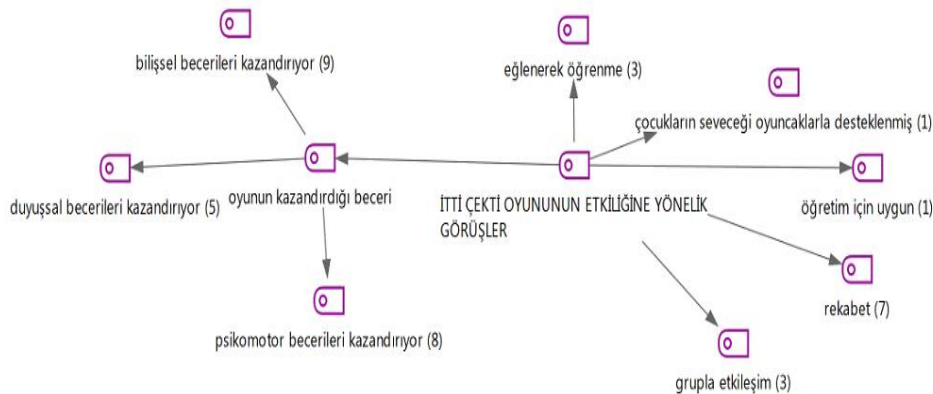 bilişsel becerileri kazandırıyor (9)
eğlenerek öğrenme (3)
çocukların seveceği oyuncaklarla desteklenmiş (1)
duyuşsal becerileri kazandırıyor (5)
oyunun kazandırdığı beceri
İTTİ ÇEKTİ OYUNUNUN ETKİLİĞİNE YÖNELİK
GÖRÜŞLER
öğretim için uygun (1)
rekabet (7)
psikomotor becerileri kazandırıyor (8)
grupla etkileşim (3)